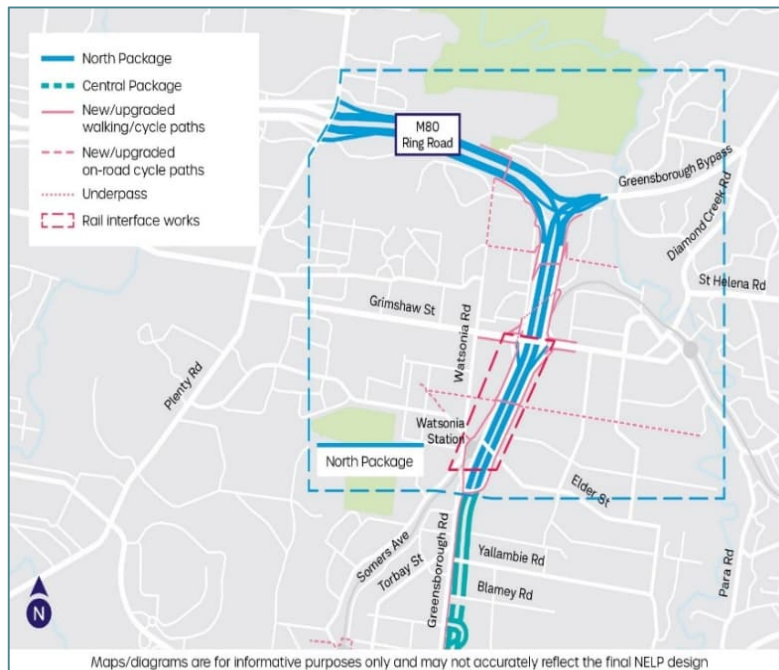 North Package
Central Package
New/upgraded
walking/cycle paths
New/upgraded
on-road cycle paths
Underpass
Rail interface works
M80
Ring Road
Greensborough Bypass
Diamond Creek Rd
St Helena Rd
Grimshaw St
Watsonia Rd
Plenty Rd
Watsonia
Station
North Package
Elder St
Somers Ave
Torbay St
Greensborough Rd
Yallambie Rd
Blamey Rd
Para Rd
N
Maps/diagrams are for informative purposes only and may not accurately reflect the final NELP design